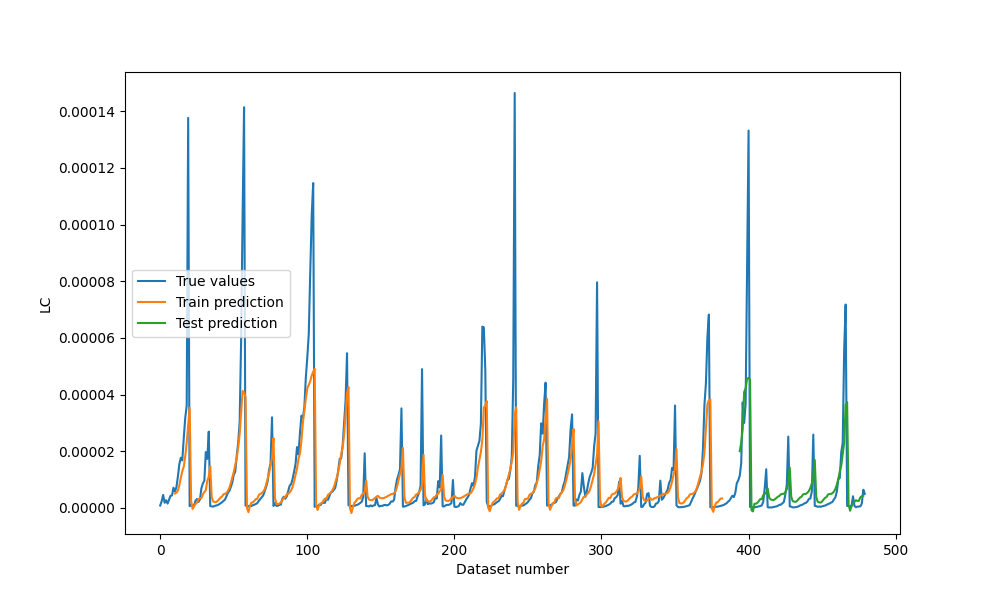 0.00014
0.00012
0.00010
0.00008
0.00006
0.00004
0.00002
0.00000
LC
True values
Train prediction
Test prediction
0 100 200 300 400 500
Dataset number